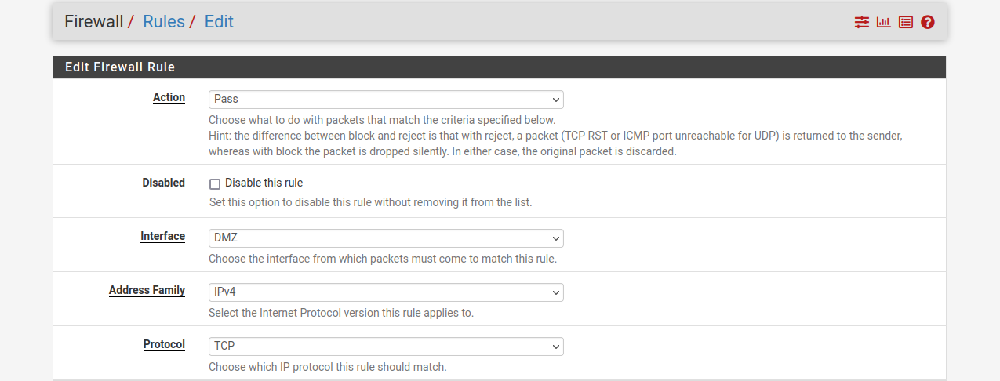 Firewall / Rules / Edit
Edit Firewall Rule
Action
Pass
Choose what to do with packets that match the criteria specified below.
Hint: the difference between block and reject is that with reject, a packet (TCP RST or ICMP port unreachable for UDP) is returned to the sender,
whereas with block the packet is dropped silently. In either case, the original packet is discarded.
Disabled
Disable this rule
Set this option to disable this rule without removing it from the list.
Interface
DMZ
Choose the interface from which packets must come to match this rule.
Address Family
IPv4
Select the Internet Protocol version this rule applies to.
Protocol
TCP
Choose which IP protocol this rule should match.